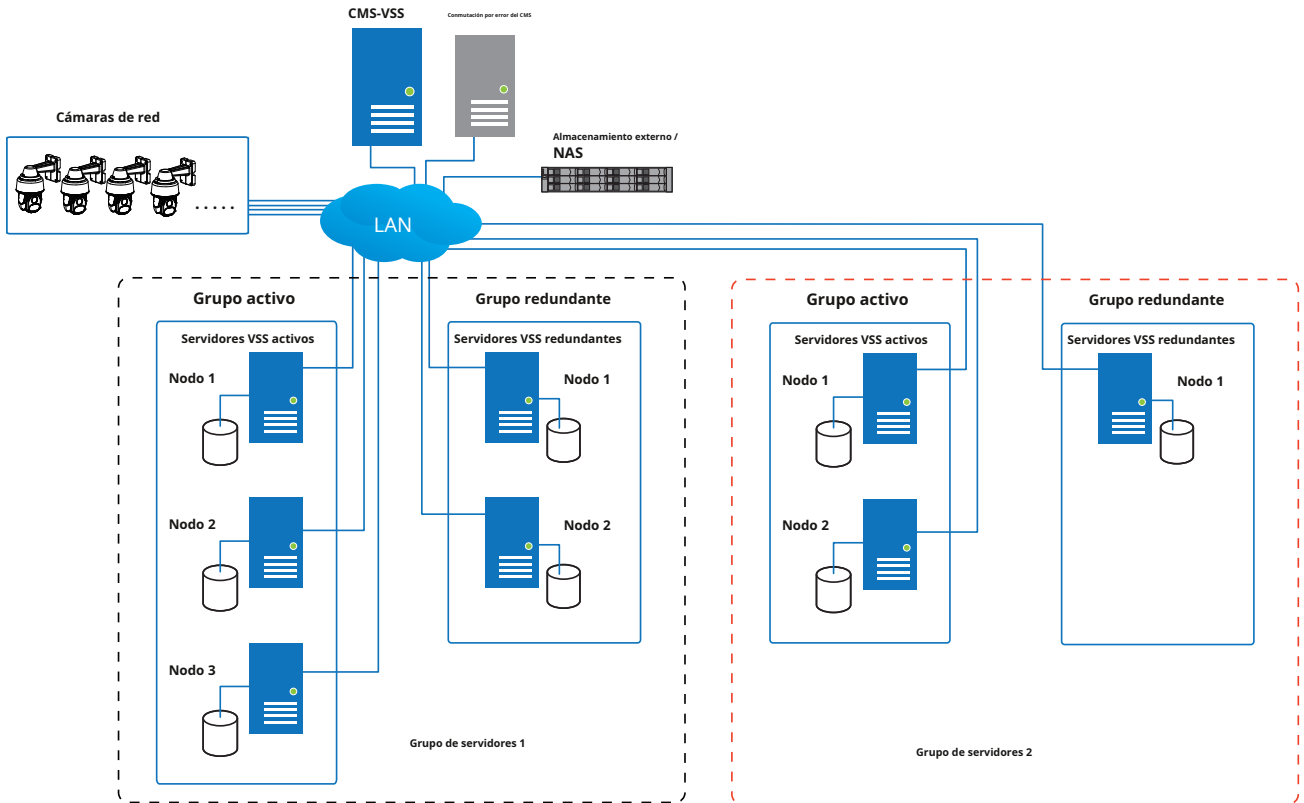 CMS-VSS
Conmutación por error del CMS
Cámaras de red
Almacenamiento externo /
NAS
.....
LAN
Grupo activo
Servidores VSS activos
Nodo 1
Nodo 2
Nodo 3
Grupo redundante
Servidores VSS redundantes
Nodo 1
Nodo 2
Grupo de servidores 1
Grupo activo
Servidores VSS activos
Nodo 1
Nodo 2
Grupo redundante
Servidores VSS redundantes
Nodo 1
Grupo de servidores 2